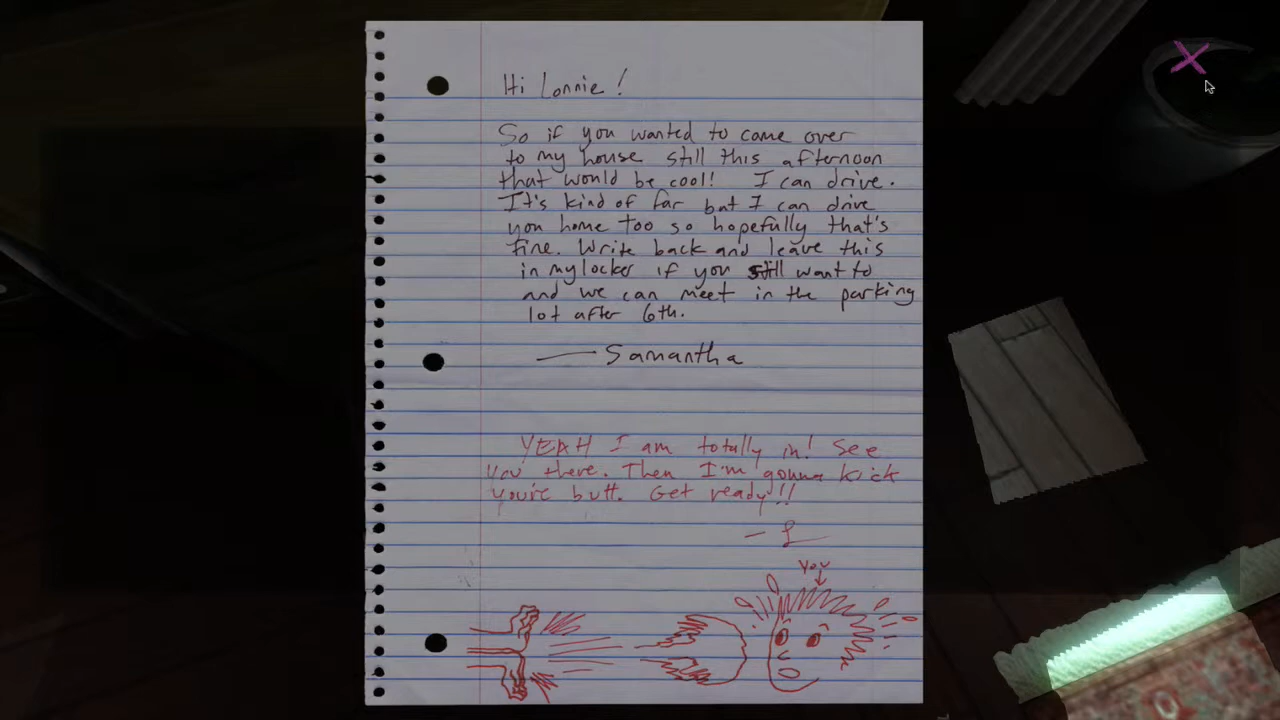 Hi Lonnie!
So if you wanted to come over
to my house still this afternoon
that would be cool! I can drive.
It's kind of far but I can drive
you home too so hopefully that's
fine. Write back and leave this
in my locker if you still want to
and we can meet in the parking
lot after 6th.
— Samantha
YEAH I am totally in! See
you there. Then I'm gonna kick
you're butt. Get ready!!
- L
you